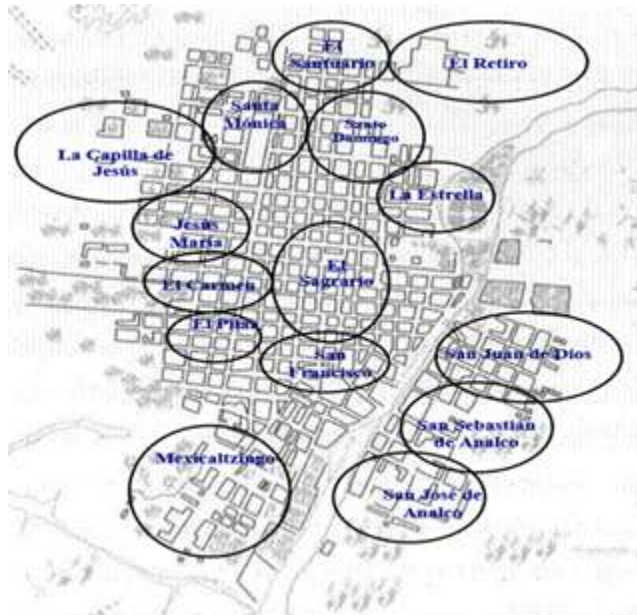 El
Santuario
El Retiro
Santa
Mónica
Santo
Domingo
La Capilla de
Jesús
La Estrella
Jesús
María
El
Sagrario
El Carmen
El Pilar
San
Francisco
San Juan de Dios
San Sebastián
de Analco
Mexicaltzingo
San José de
Analco